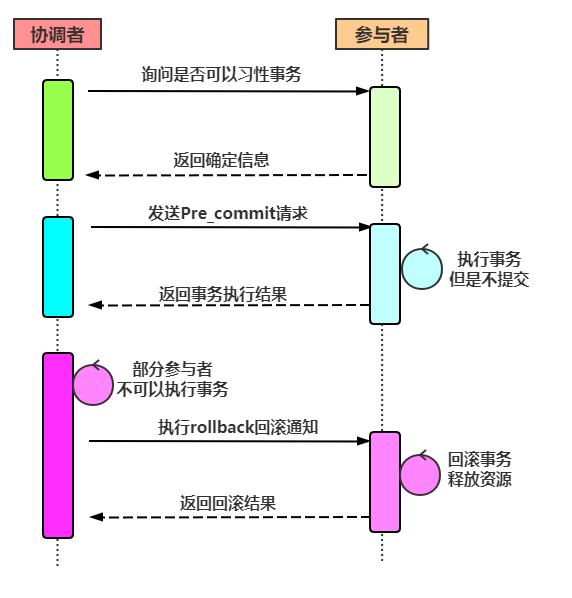 协调者
参与者
询问是否可以习性事务
返回确定信息
发送Pre_commit请求
执行事务
但是不提交
返回事务执行结果
部分参与者
不可以执行事务
执行rollback回滚通知
回滚事务
释放资源
返回回滚结果